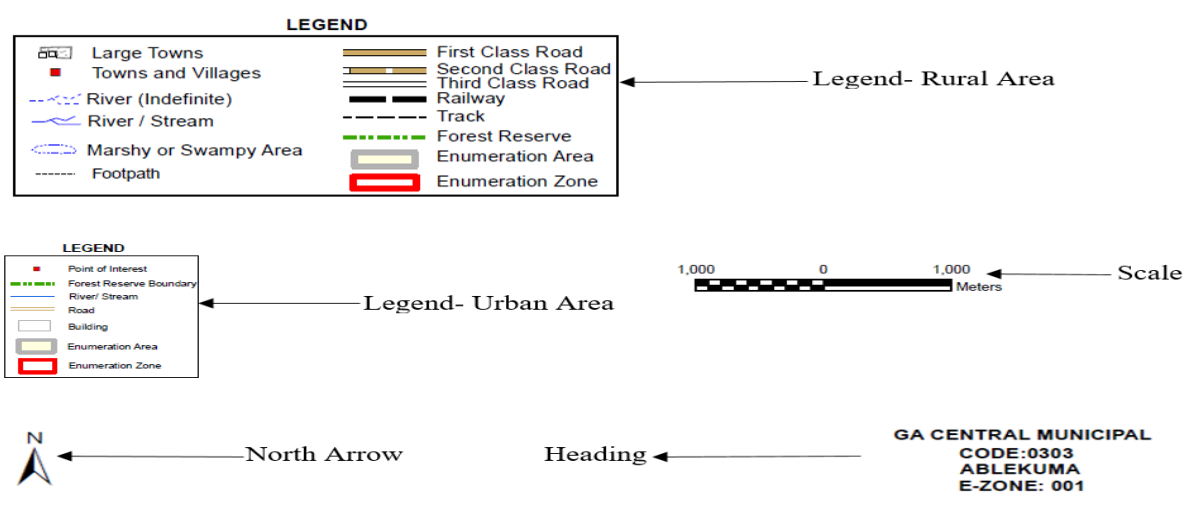 LEGEND
Large Towns
Towns and Villages
River (Indefinite)
River / Stream
Marshy or Swampy Area
Footpath
First Class Road
Second Class Road
Third Class Road
Railway
Track
Forest Reserve
Enumeration Area
Enumeration Zone
Legend- Rural Area
LEGEND
Point of Interest
Forest Reserve Boundary
River/ Stream
Road
Building
Enumeration Area
Enumeration Zone
Legend- Urban Area
1,000 0 1,000
Meters
Scale
N
North Arrow
Heading
GA CENTRAL MUNICIPAL
CODE:0303
ABLEKUMA
E-ZONE: 001